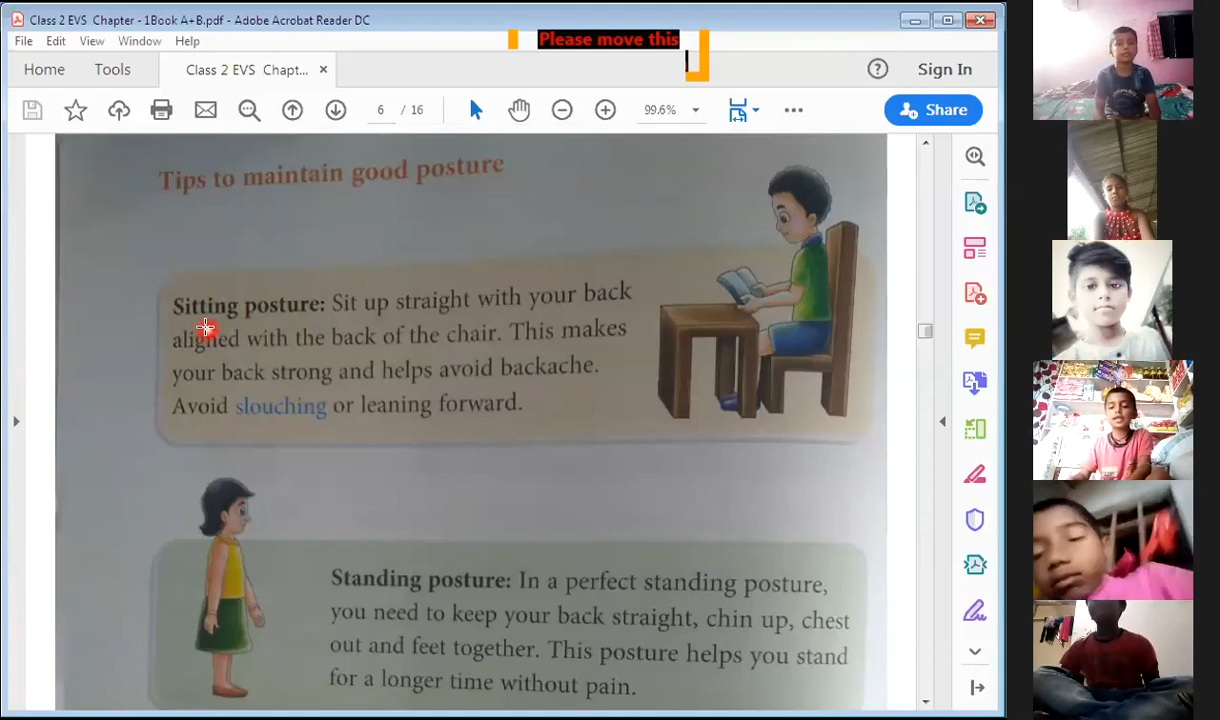 Class 2 EVS Chapter - 1Book A+B.pdf - Adobe Acrobat Reader DC
File Edit View Window Help
Please move this
Home Tools Class 2 EVS Chapt... × Sign In
6 / 16 99.6% Share
Tips to maintain good posture
Sitting posture: Sit up straight with your back
aligned with the back of the chair. This makes
your back strong and helps avoid backache.
Avoid slouching or leaning forward.
Standing posture: In a perfect standing posture,
you need to keep your back straight, chin up, chest
out and feet together. This posture helps you stand
for a longer time without pain.